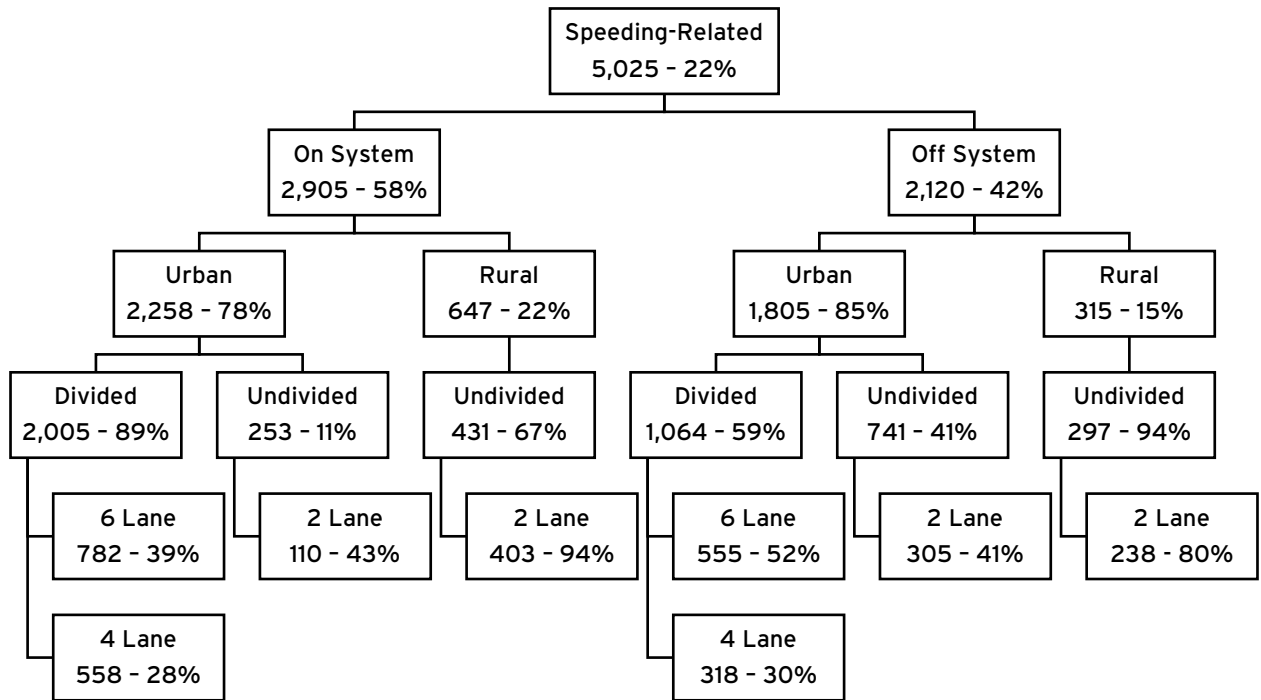 Speeding-Related
5,025 – 22%
On System
2,905 – 58%
Off System
2,120 – 42%
Urban
2,258 – 78%
Rural
647 – 22%
Urban
1,805 – 85%
Rural
315 – 15%
Divided
2,005 – 89%
Undivided
253 – 11%
Undivided
431 – 67%
Divided
1,064 – 59%
Undivided
741 – 41%
Undivided
297 – 94%
6 Lane
782 – 39%
2 Lane
110 – 43%
2 Lane
403 – 94%
6 Lane
555 – 52%
2 Lane
305 – 41%
2 Lane
238 - 80%
4 Lane
558 – 28%
4 Lane
318 – 30%